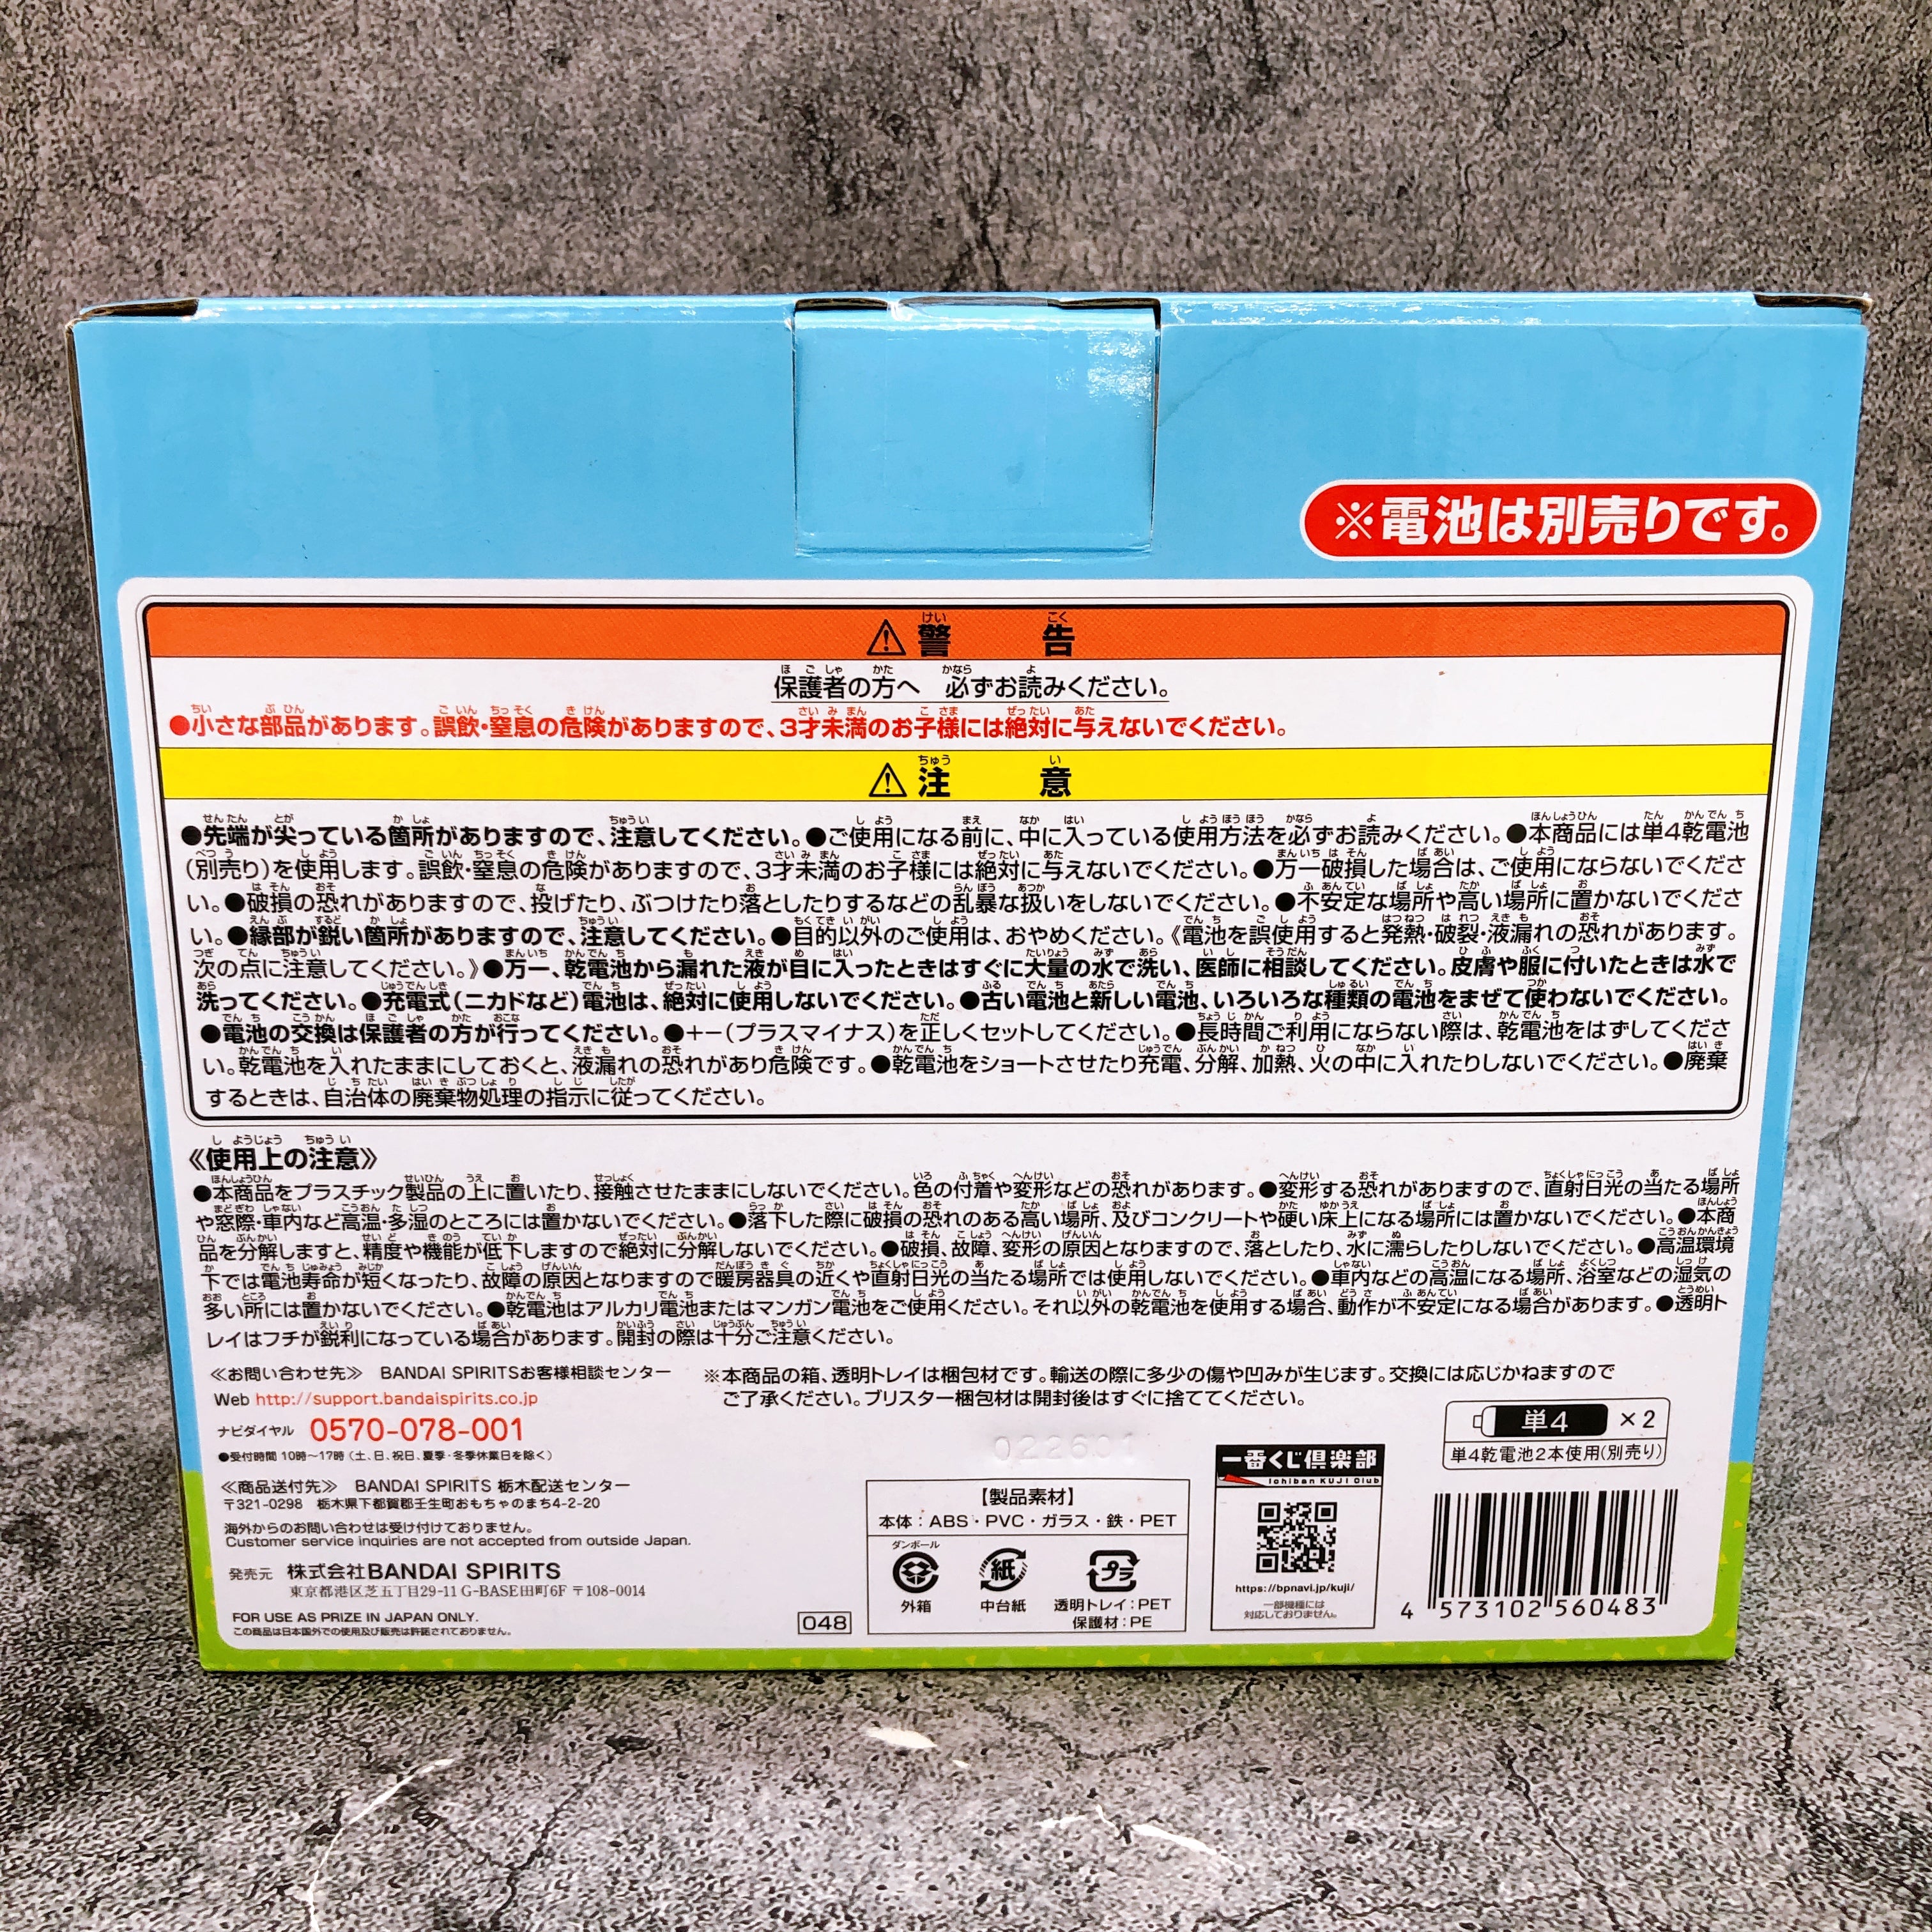 ※電池は別売りです。
警告
保護者の方へ 必ずお読みください。
●小さな部品があります。誤飲・窒息の危険がありますので、3才未満のお子様には絶対に与えないでください。
注意
●先端が尖っている箇所がありますので、注意してください。●ご使用になる前に、中に入っている使用方法を必ずお読みください。●本商品には単4乾電池
(別売り)を使用します。誤飲・窒息の危険がありますので、3才未満のお子様には絶対に与えないでください。●万一破損した場合は、ご使用にならないでくださ
い。●破損の恐れがありますので、投げたり、ぶつけたり落としたりするなどの乱暴な扱いをしないでください。●不安定な場所や高い場所に置かないでくださ
い。●縁部が鋭い箇所がありますので、注意してください。●目的以外のご使用は、おやめください。《電池を誤使用すると発熱・破裂・液漏れの恐れがあります。
次の点に注意してください。》●万一、乾電池から漏れた液が目に入ったときはすぐに大量の水で洗い、医師に相談してください。皮膚や服に付いたときは水で
洗ってください。●充電式(ニカドなど)電池は、絶対に使用しないでください。●古い電池と新しい電池、いろいろな種類の電池をまぜて使わないでください。
●電池の交換は保護者の方が行ってください。●+-(プラスマイナス)を正しくセットしてください。●長時間ご利用にならない際は、乾電池をはずしてくださ
い。乾電池を入れたままにしておくと、液漏れの恐れがあり危険です。●乾電池をショートさせたり充電、分解、加熱、火の中に入れたりしないでください。●廃棄
するときは、自治体の廃棄物処理の指示に従ってください。
《使用上の注意》
●本商品をプラスチック製品の上に置いたり、接触させたままにしないでください。色の付着や変形などの恐れがあります。●変形する恐れがありますので、直射日光の当たる場所
や窓際・車内など高温・多湿のところには置かないでください。●落下した際に破損の恐れのある高い場所、及びコンクリートや硬い床上になる場所には置かないでください。●本商
品を分解しますと、精度や機能が低下しますので絶対に分解しないでください。●破損、故障、変形の原因となりますので、落としたり、水に濡らしたりしないでください。●高温環境
下では電池寿命が短くなったり、故障の原因となりますので暖房器具の近くや直射日光の当たる場所では使用しないでください。●車内などの高温になる場所、浴室などの湿気の
多い所には置かないでください。●乾電池はアルカリ電池またはマンガン電池をご使用ください。それ以外の乾電池を使用する場合、動作が不安定になる場合があります。●透明ト
レイはフチが鋭利になっている場合があります。開封の際は十分ご注意ください。
≪お問い合わせ先≫ BANDAI SPIRITSお客様相談センター
Web http://support.bandaispirits.co.jp
ナビダイヤル 0570-078-001
●受付時間 10時～17時(土、日、祝日、夏季・冬季休業日を除く)
≪商品送付先≫ BANDAI SPIRITS 栃木配送センター
〒321-0298 栃木県下都賀郡壬生町おもちゃのまち4-2-20
海外からのお問い合わせは受け付けておりません。
Customer service inquiries are not accepted from outside Japan.
発売元 株式会社BANDAI SPIRITS
東京都港区芝五丁目29-11 G-BASE田町6F 〒108-0014
FOR USE AS PRIZE IN JAPAN ONLY.
この商品は日本国外での使用及び販売は許諾されておりません。
※本商品の箱、透明トレイは梱包材です。輸送の際に多少の傷や凹みが生じます。交換には応じかねますので
ご了承ください。ブリスター梱包材は開封後はすぐに捨ててください。
022601
048
【製品素材】
本体：ABS・PVC・ガラス・鉄・PET
ダンボール
外箱
紙
中台紙
プラ
透明トレイ：PET
保護材：PE
一番くじ倶楽部
Ichiban KUJI Club
https://bpnavi.jp/kuji/
一部機種には
対応しておりません。
単4 ×2
単4乾電池2本使用(別売り)
4 573102 560483